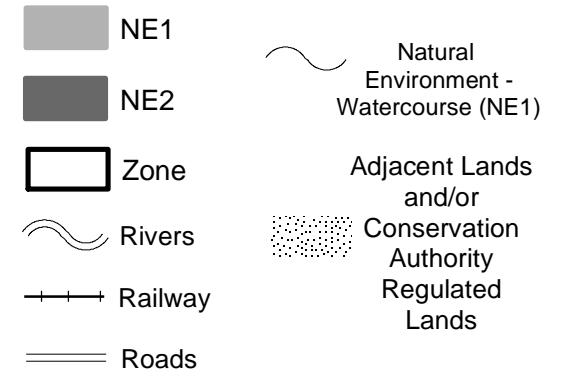 NE1
NE2
Zone
Rivers
Railway
Roads
Natural
Environment -
Watercourse (NE1)
Adjacent Lands
and/or
Conservation
Authority
Regulated
Lands